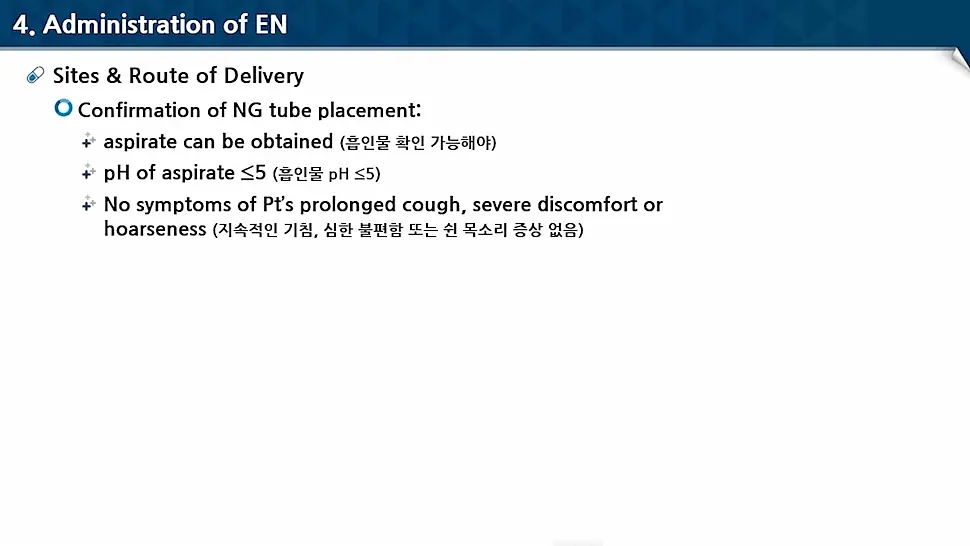 4. Administration of EN
Sites & Route of Delivery
Confirmation of NG tube placement:
aspirate can be obtained (흡인물 확인 가능해야)
pH of aspirate ≤5 (흡인물 pH ≤5)
No symptoms of Pt's prolonged cough, severe discomfort or
hoarseness (지속적인 기침, 심한 불편함 또는 쉰 목소리 증상 없음)